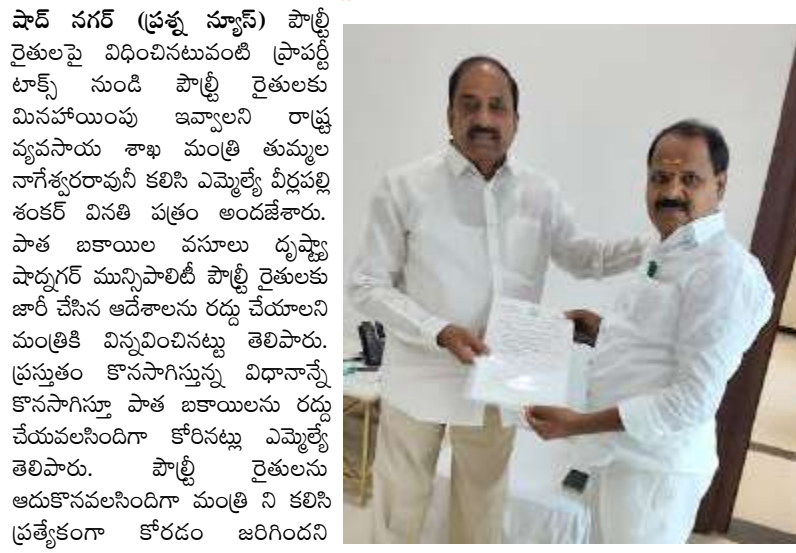 షాద్ నగర్ (ప్రశ్న న్యూస్) పౌల్ట్రీ
రైతులపై విధించినటువంటి ప్రాపర్టీ
టాక్స్ నుండి పౌల్ట్రీ రైతులకు
మినహాయింపు ఇవ్వాలని రాష్ట్ర
వ్యవసాయ శాఖ మంత్రి తుమ్మల
నాగేశ్వరరావునీ కలిసి ఎమ్మెల్యే వీర్లపల్లి
శంకర్ వినతి పత్రం అందజేశారు.
పాత బకాయిల వసూలు దృష్ట్యా
షాద్నగర్ మున్సిపాలిటీ పౌల్ట్రీ రైతులకు
జారీ చేసిన ఆదేశాలను రద్దు చేయాలని
మంత్రికి విన్నవించినట్టు తెలిపారు.
ప్రస్తుతం కొనసాగిస్తున్న విధానాన్నే
కొనసాగిస్తూ పాత బకాయిలను రద్దు
చేయవలసిందిగా కోరినట్లు ఎమ్మెల్యే
తెలిపారు. పౌల్ట్రీ రైతులను
ఆదుకొనవలసిందిగా మంత్రి ని కలిసి
ప్రత్యేకంగా కోరడం జరిగిందని